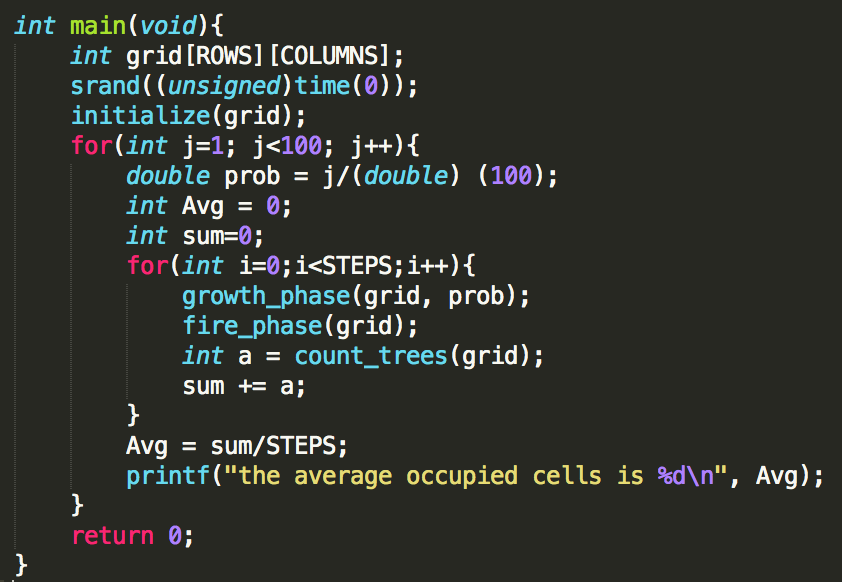 int main(void){
    int grid[ROWS][COLUMNS];
    srand((unsigned)time(0));
    initialize(grid);
    for(int j=1; j<100; j++){
        double prob = j/(double) (100);
        int Avg = 0;
        int sum=0;
        for(int i=0;i<STEPS;i++){
            growth_phase(grid, prob);
            fire_phase(grid);
            int a = count_trees(grid);
            sum += a;
        }
        Avg = sum/STEPS;
        printf("the average occupied cells is %d\n", Avg);
    }
    return 0;
}